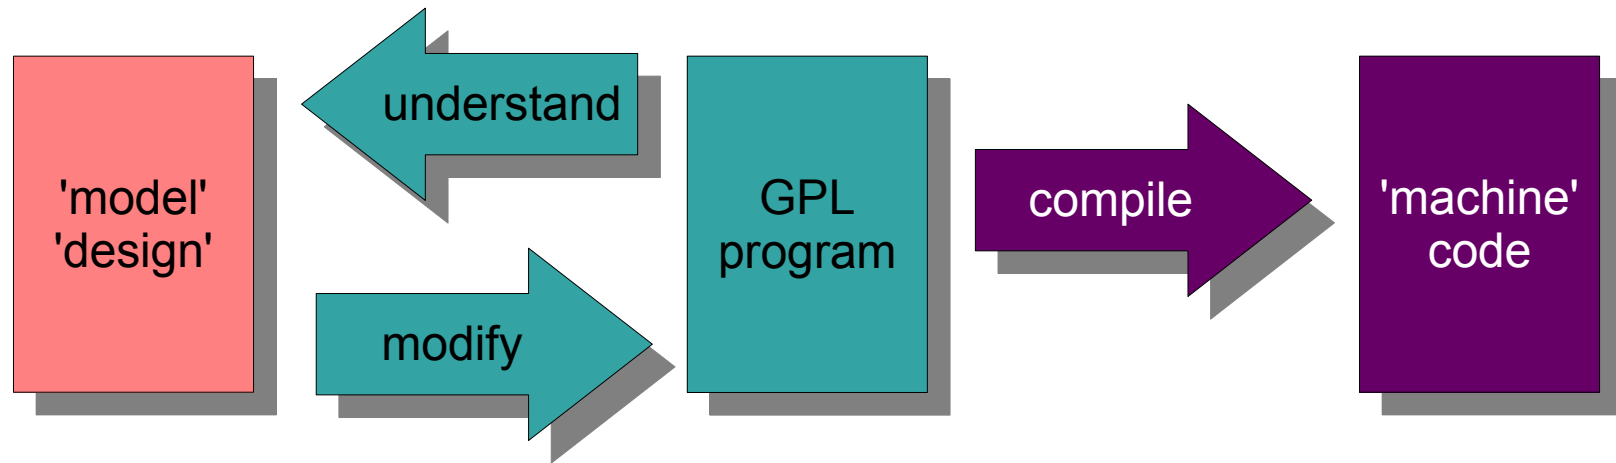 'model'
'design'
understand
modify
GPL
program
compile
'machine'
code